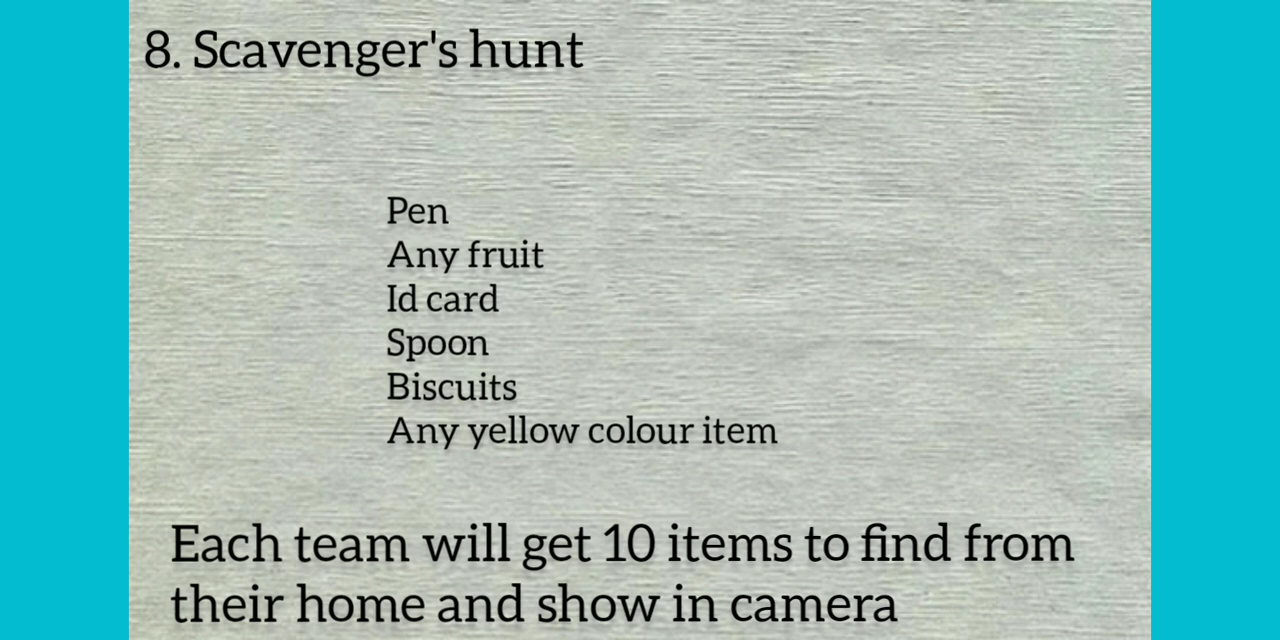 8. Scavenger's hunt
Pen
Any fruit
Id card
Spoon
Biscuits
Any yellow colour item
Each team will get 10 items to find from
their home and show in camera